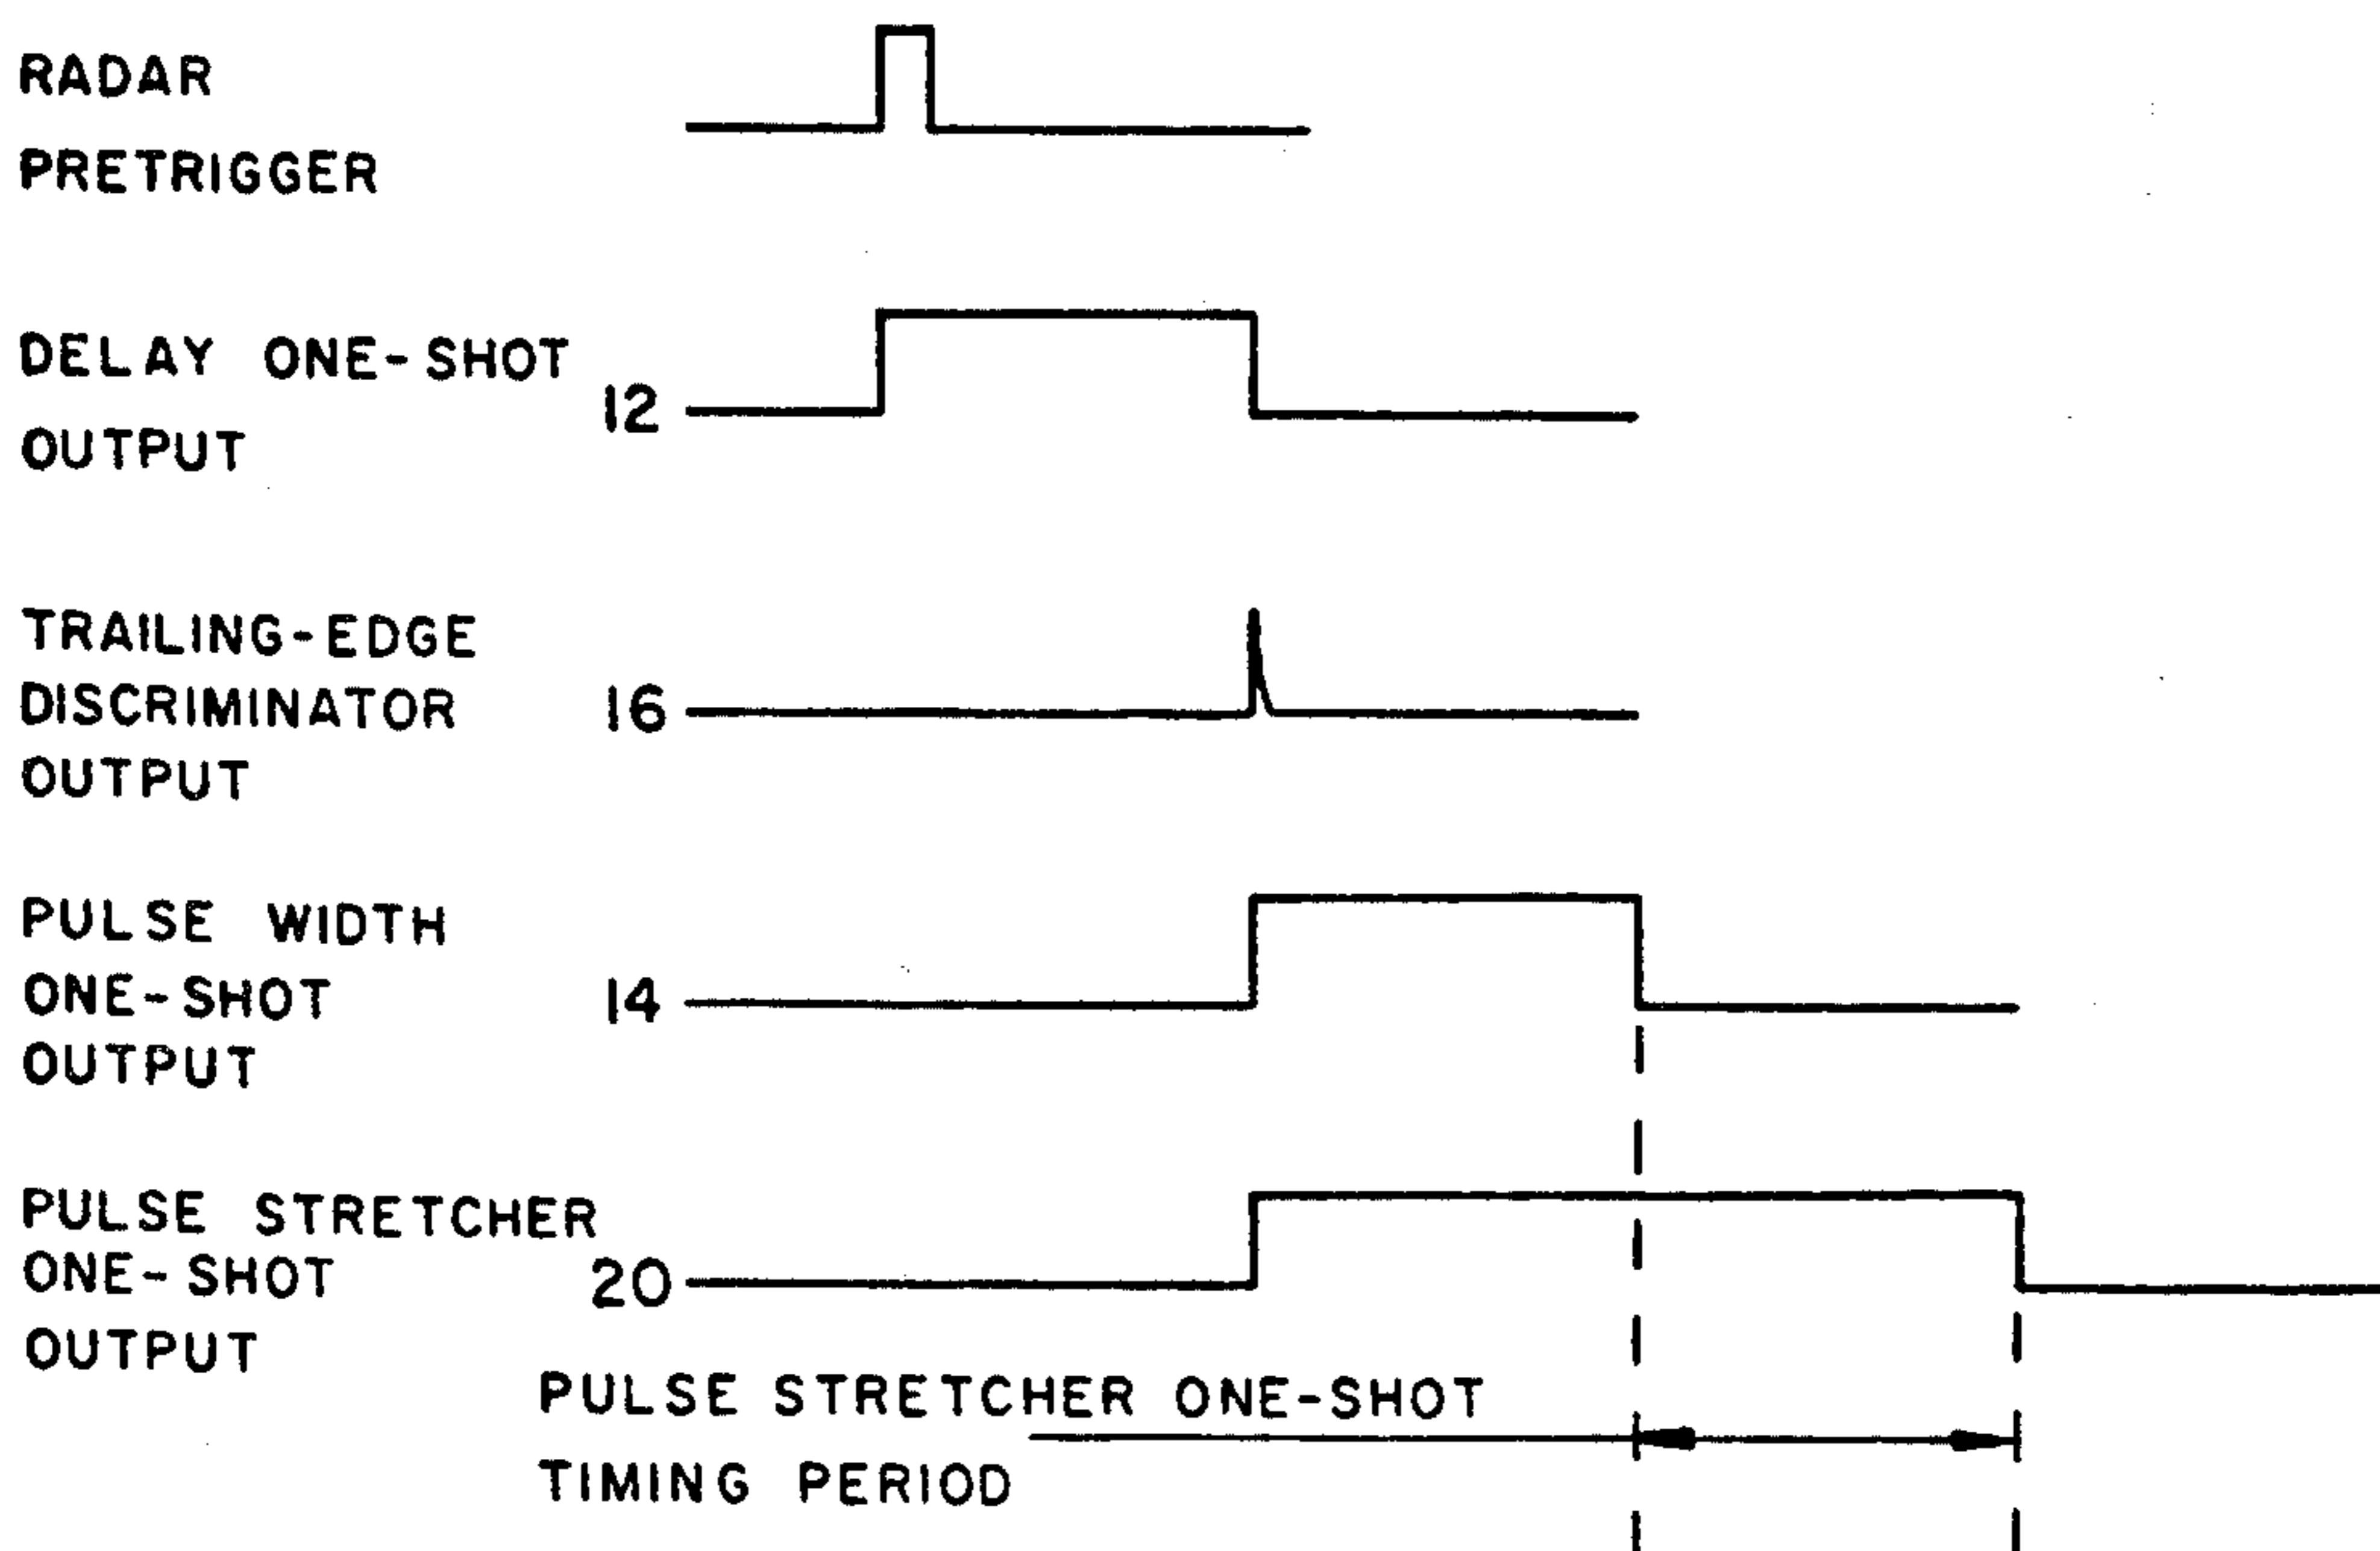 RADAR
PRETRIGGER
DELAY ONE-SHOT
OUTPUT
12
TRAILING-EDGE
DISCRIMINATOR
OUTPUT
16
PULSE WIDTH
ONE-SHOT
OUTPUT
14
PULSE STRETCHER
ONE-SHOT
OUTPUT
20
PULSE STRETCHER ONE-SHOT
TIMING PERIOD